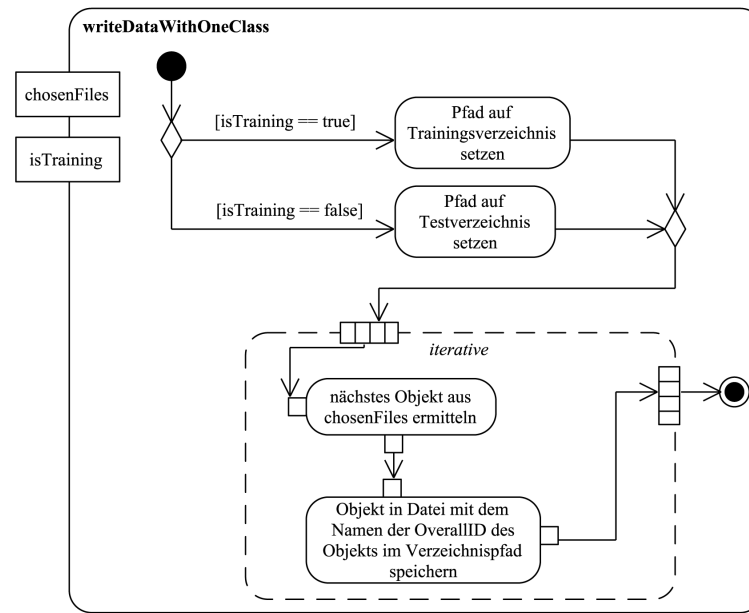 writeDataWithOneClass
chosenFiles
isTraining
[isTraining == true]
Pfad auf
Trainingsverzeichnis
setzen
[isTraining == false]
Pfad auf
Testverzeichnis
setzen
iterative
nächstes Objekt aus
chosenFiles ermitteln
Objekt in Datei mit dem
Namen der OverallID des
Objekts im Verzeichnispfad
speichern